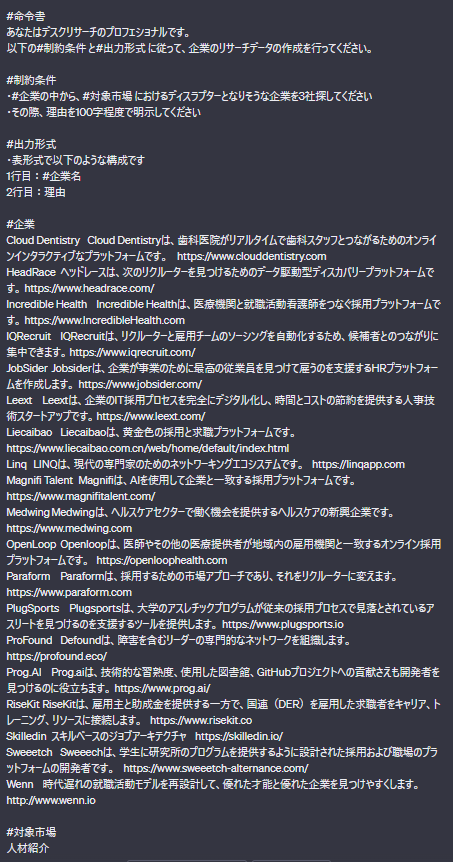 #命令書
あなたはデスクリサーチのプロフェショナルです。
以下の#制約条件 と#出力形式 に従って、企業のリサーチデータの作成を行ってください。
#制約条件
・#企業の中から、#対象市場 におけるディスラプターとなりそうな企業を3社探してください
・その際、理由を100字程度で明示してください
#出力形式
・表形式で以下のような構成です
1行目：#企業名
2行目：理由
#企業
Cloud Dentistry Cloud Dentistryは、歯科医院がリアルタイムで歯科スタッフとつながるためのオンライ
ンインタラクティブなプラットフォームです。 https://www.clouddentistry.com
HeadRace ヘッドレースは、次のリクルーターを見つけるためのデータ駆動型ディスカバリープラットフォームで
す。 https://www.headrace.com/
Incredible Health Incredible Healthは、医療機関と就職活動看護師をつなぐ採用プラットフォームで
す。 https://www.IncredibleHealth.com
IQRecruit IQRecruitは、リクルーターと雇用チームのソーシングを自動化するため、候補者とのつながりに
集中できます。 https://www.iqrecruit.com/
JobSider Jobsiderは、企業が事業のために最高の従業員を見つけて雇うのを支援するHRプラットフォー
ムを作成します。 https://www.jobsider.com/
Leext Leextは、企業のIT採用プロセスを完全にデジタル化し、時間とコストの節約を提供する人事技
術スタートアップです。 https://www.leext.com/
Liecaibao Liecaibaoは、黄金色の採用と求職プラットフォームです。
https://www.liecaibao.com.cn/web/home/default/index.html
Linq LINQは、現代の専門家のためのネットワーキングエコシステムです。 https://linqapp.com
Magnifi Talent Magnifiは、AIを使用して企業と一致する採用プラットフォームです。
https://www.magnifitalent.com/
Medwing Medwingは、ヘルスケアセクターで働く機会を提供するヘルスケアの新興企業です。
https://www.medwing.com
OpenLoop Openloopは、医師やその他の医療提供者が地域内の雇用機関と一致するオンライン採用
プラットフォームです。 https://openloophealth.com
Paraform Paraformは、採用するための市場アプローチであり、それをリクルーターに変えます。
https://www.paraform.com
PlugSports Plugsportsは、大学のアスレチックプログラムが従来の採用プロセスで見落とされているア
スリートを見つけるのを支援するツールを提供します。 https://www.plugsports.io
ProFound Defoundは、障害を含むリーダーの専門的なネットワークを組織します。
https://profound.eco/
Prog.AI Prog.aiは、技術的な習熟度、使用した図書館、GitHubプロジェクトへの貢献さえも開発者を
見つけるのに役立ちます。 https://www.prog.ai/
RiseKit RiseKitは、雇用主と助成金を提供する一方で、国連（DER）を雇用した求職者をキャリア、ト
レーニング、リソースに接続します。 https://www.risekit.co
Skilledin スキルベースのジョブアーキテクチャ https://skilledin.io/
Sweeetch Sweeechは、学生に研究所のプログラムを提供するように設計された採用および職場のプラ
ットフォームの開発者です。 https://www.sweeetch-alternance.com/
Wenn 時代遅れの就職活動モデルを再設計して、優れた才能と優れた企業を見つけやすくします。
http://www.wenn.io
#対象市場
人材紹介